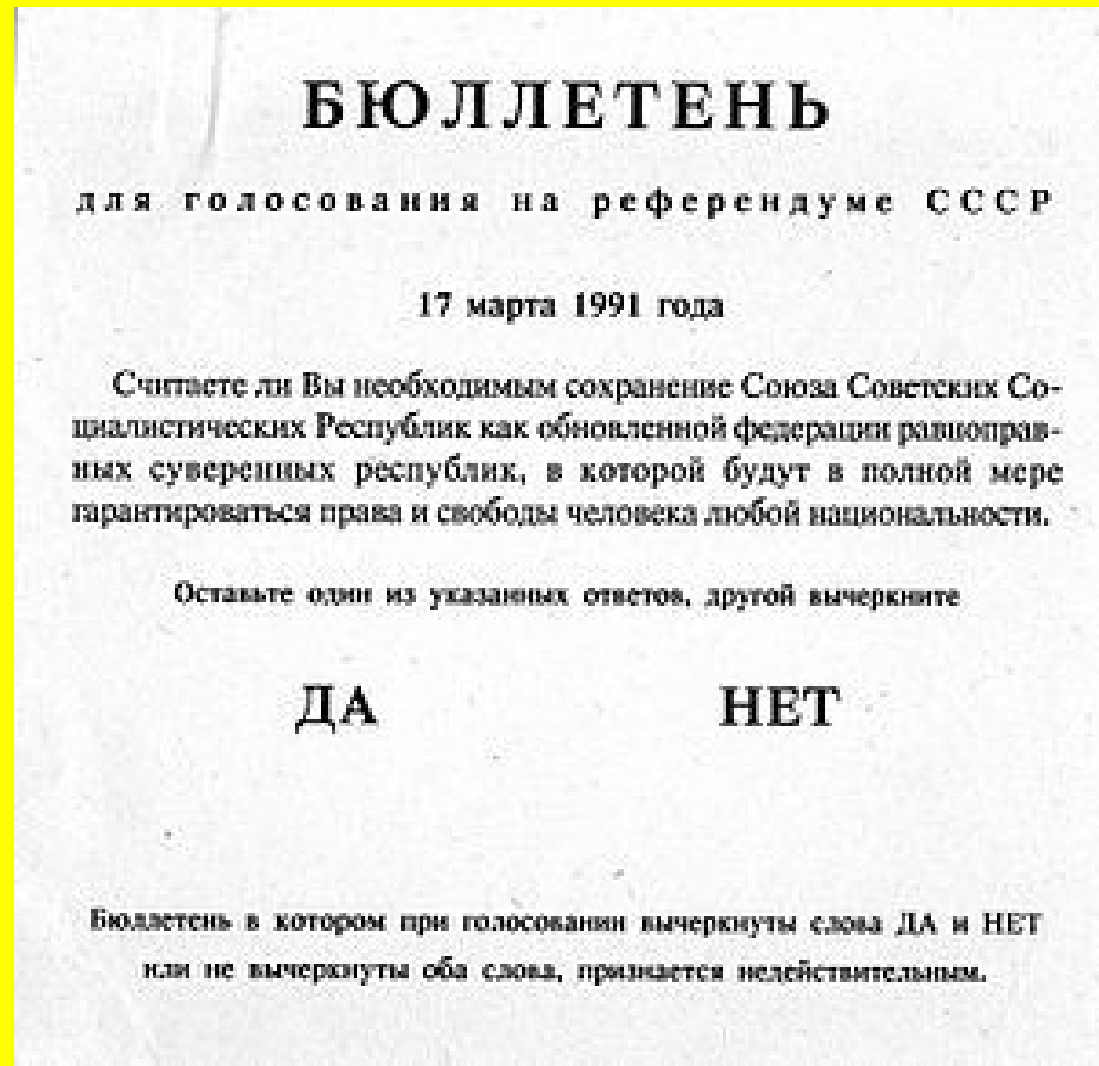 БЮЛЛЕТЕНЬ
для голосования на референдуме СССР
17 марта 1991 года
Считаете ли Вы необходимым сохранение Союза Советских Со-
циалистических Республик как обновленной федерации равноправ-
ных суверенных республик, в которой будут в полной мере
гарантироваться права и свободы человека любой национальности.
Оставьте один из указанных ответов, другой вычеркните
ДА НЕТ
Бюллетень в котором при голосовании вычеркнуты слова ДА и НЕТ
или не вычеркнуты оба слова, признается недействительным.